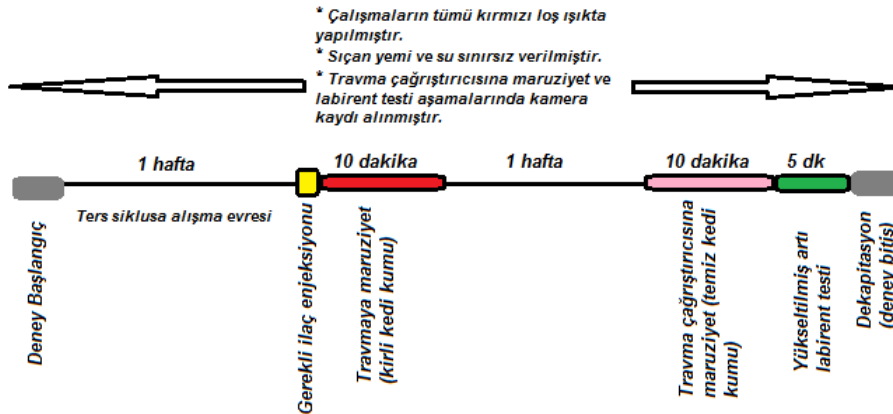 * Çalışmaların tümü kırmızı loş ışıkta
yapılmıştır.
* Sıçan yemi ve su sınırsız verilmiştir.
* Travma çağrıştırıcısına maruziyet ve
labirent testi aşamalarında kamera
kaydı alınmıştır.
1 hafta
10 dakika
1 hafta
10 dakika
5 dk
Ters siklusa alışma evresi
Deney Başlangıç
Gerekli ilaç enjeksiyonu
Travmaya maruziyet
(kirli kedi kumu)
Travma çağrıştırıcısına
maruziyet (temiz kedi
kumu)
Yükseltilmiş artı
labirent testi
Dekapitasyon
(deney bitiş)